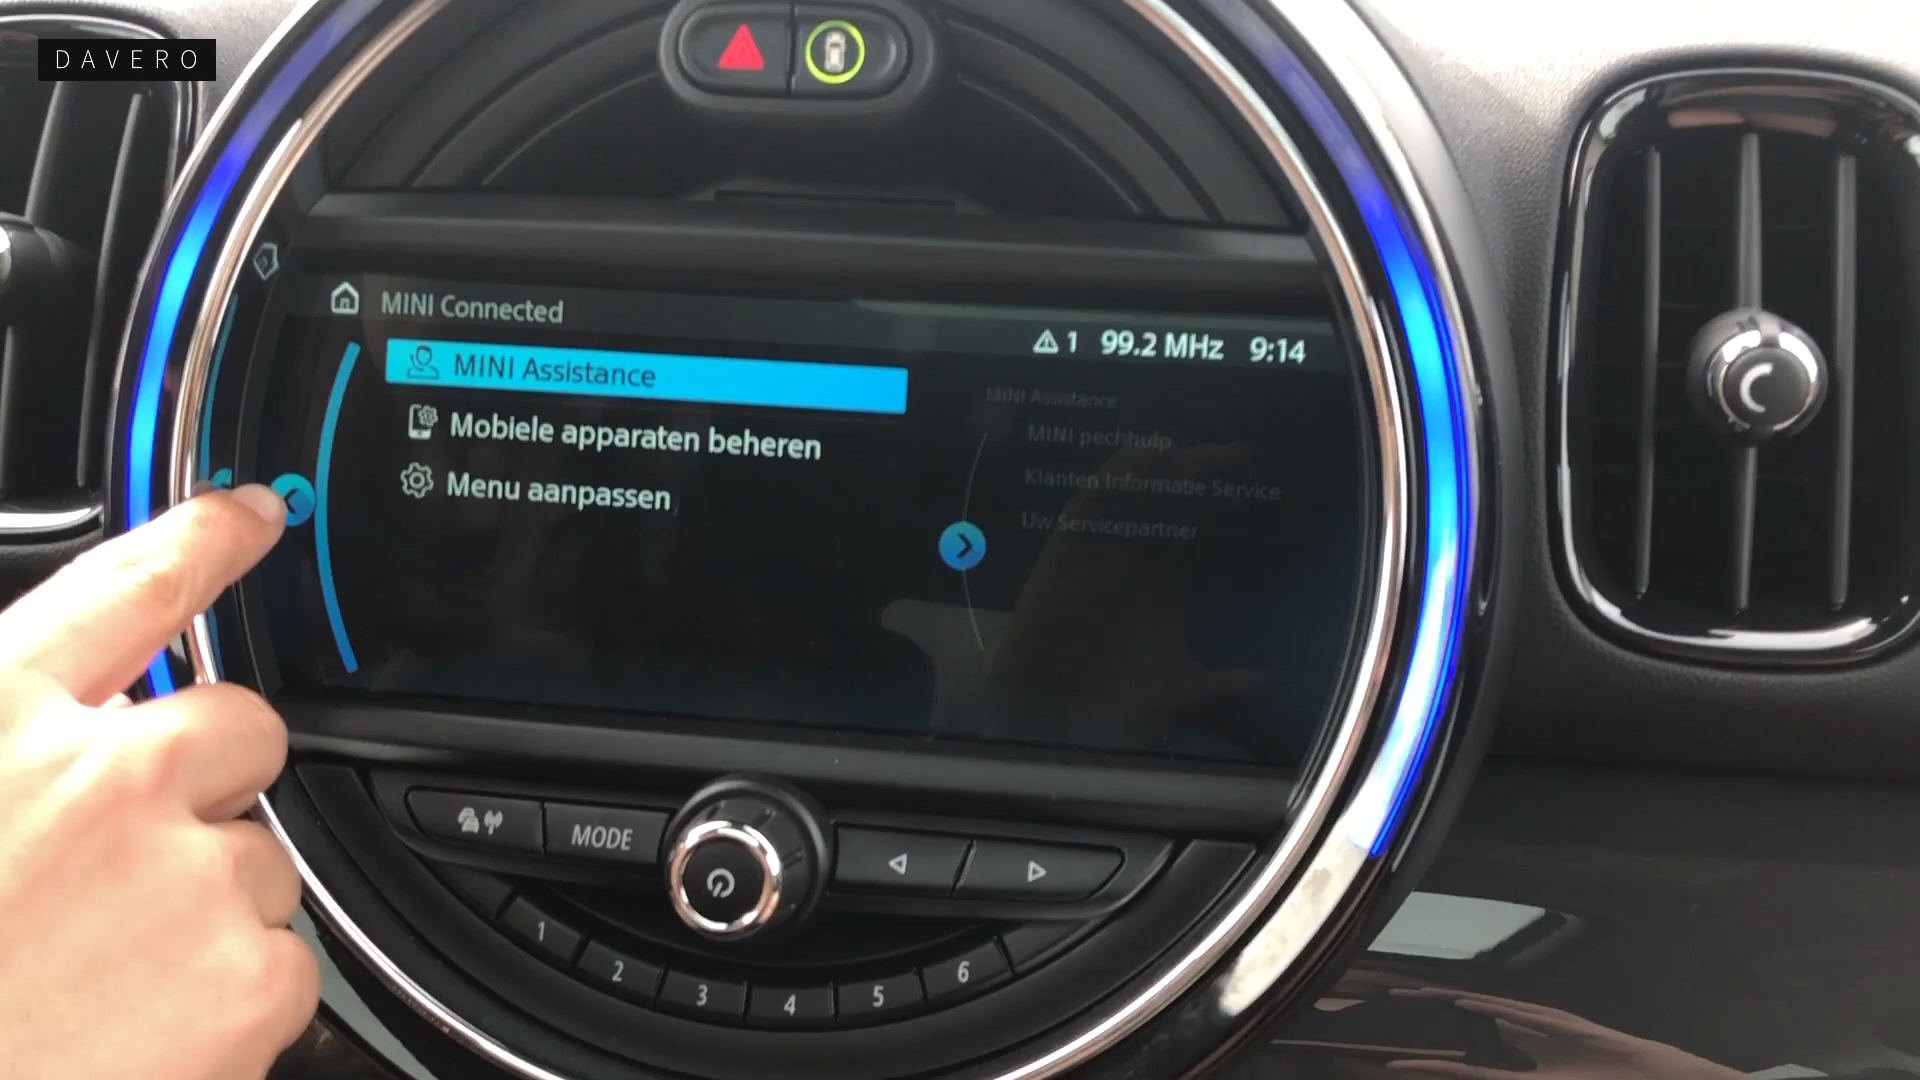 DAVERO
MINI Connected
1 99.2 MHz 9:14
MINI Assistance
Mobiele apparaten beheren
Menu aanpassen
MINI Assistance
MINI pechhulp
Klanten Informatie Service
Uw Servicepartner
MODE
1
2
3
4
5
6